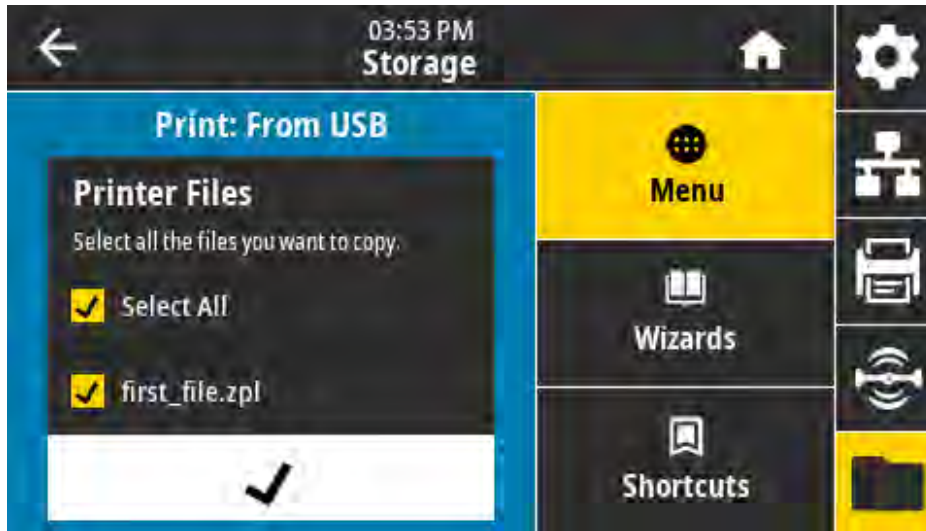 03:53 PM
Storage
Print: From USB
Printer Files
Select all the files you want to copy.
Select All
first_file.zpl
Menu
Wizards
Shortcuts